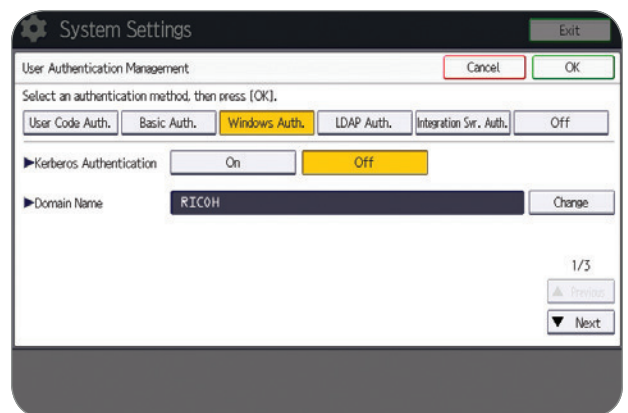 System Settings Exit
User Authentication Management Cancel OK
Select an authentication method, then press [OK].
User Code Auth. Basic Auth. Windows Auth. LDAP Auth. Integration Svr. Auth. Off
►Kerberos Authentication On Off
►Domain Name RICOH Change
1/3
▲ Previous
▼ Next